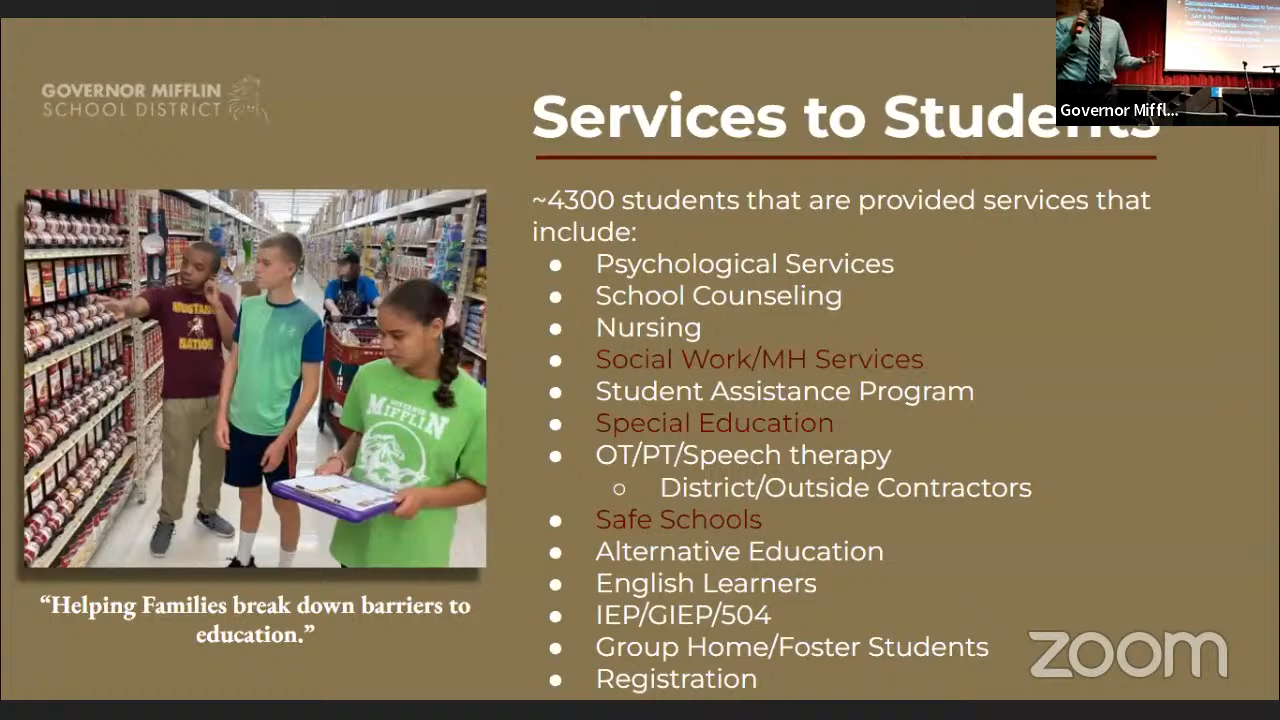 GOVERNOR MIFFLIN
SCHOOL DISTRICT
Services to Students
Governor Miffl...
~4300 students that are provided services that
include:
● Psychological Services
● School Counseling
● Nursing
● Social Work/MH Services
● Student Assistance Program
● Special Education
● OT/PT/Speech therapy
○ District/Outside Contractors
● Safe Schools
● Alternative Education
● English Learners
● IEP/GIEP/504
● Group Home/Foster Students
● Registration
MUSTANG
NATION
GOVERNOR
MIFFLIN
“Helping Families break down barriers to
education.”
zoom